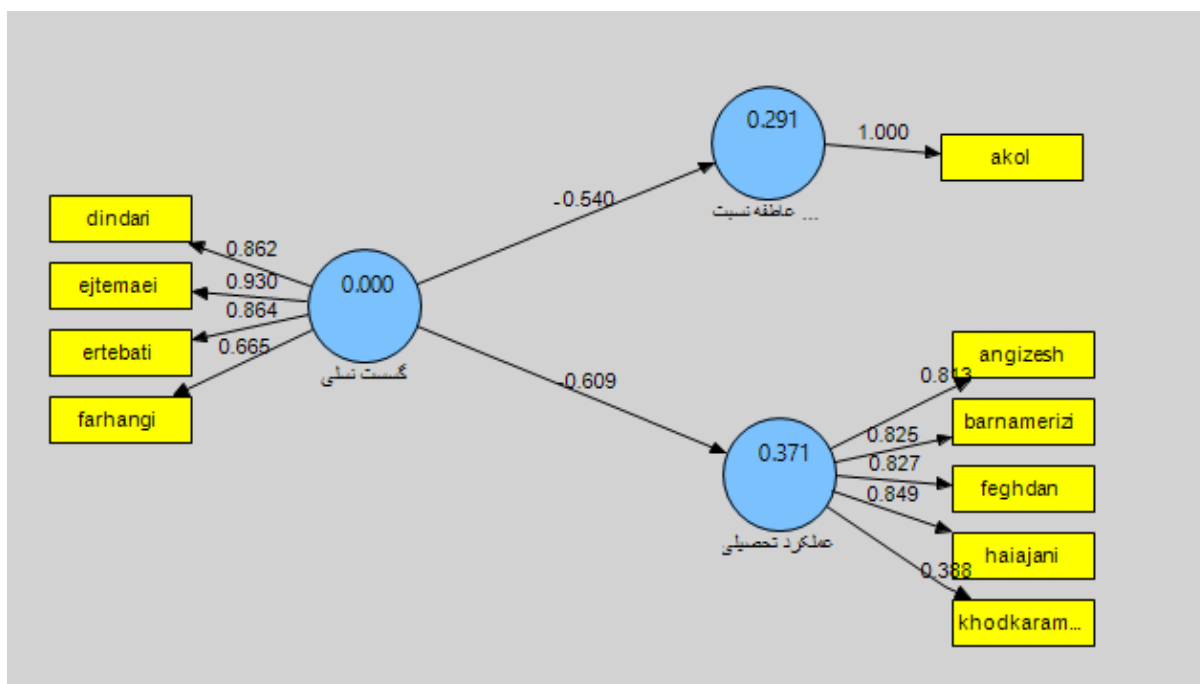 0.291
1.000
akol
عاطفه نسبت ...
-0.540
dindari
0.862
ejtemaei
0.930
0.000
ertebati
0.864
farhangi
0.665
گسست نسلی
-0.609
angizesh
0.813
barnamerizi
0.825
0.371
feghdan
0.827
haiajani
0.849
khodkaram...
0.388
عملکرد تحصیلی